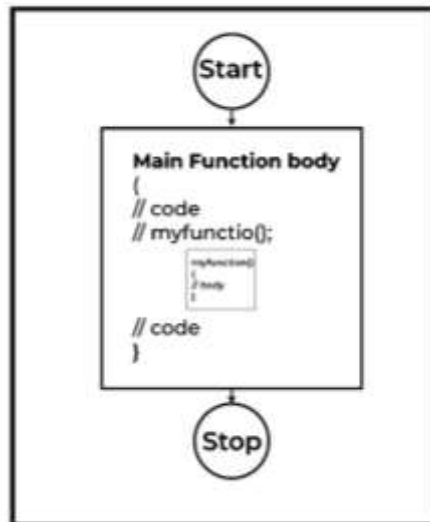 Start
Main Function body
{
// code
// myfunctio();
myfunction()
{
// body
}
// code
}
Stop